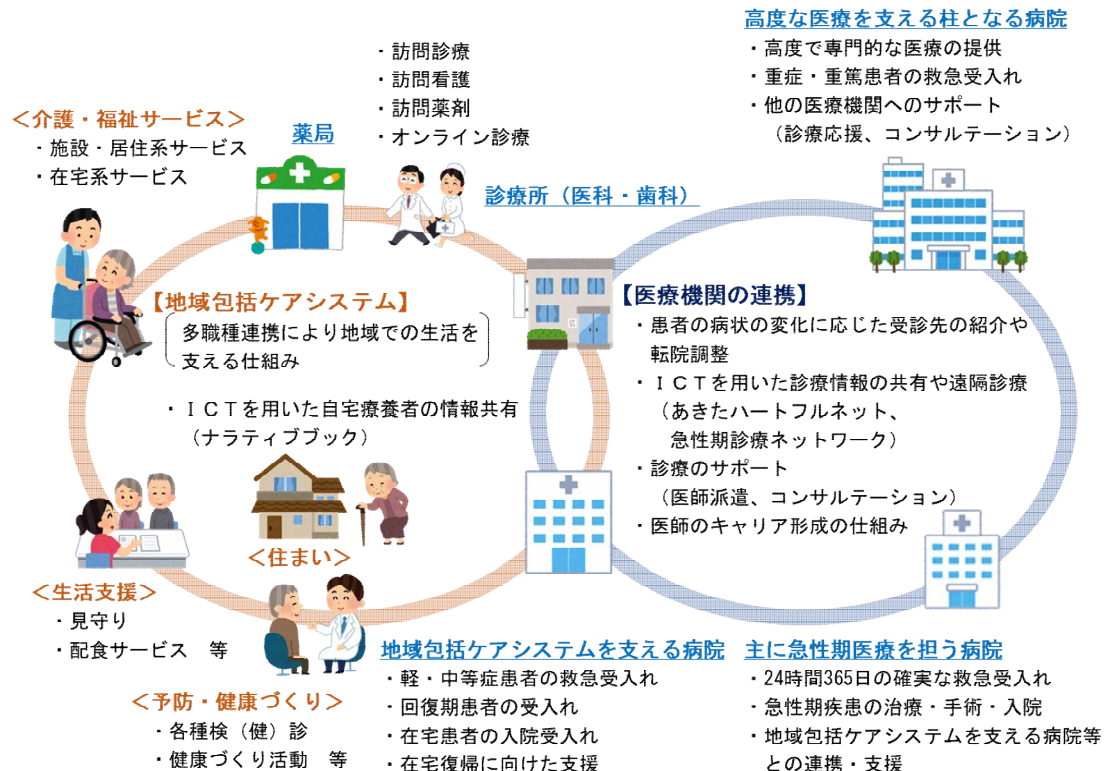 高度な医療を支える柱となる病院
・高度で専門的な医療の提供
・重症・重篤患者の救急受入れ
・他の医療機関へのサポート
（診療応援、コンサルテーション）
・訪問診療
・訪問看護
・訪問薬剤
・オンライン診療
＜介護・福祉サービス＞
・施設・居住系サービス
・在宅系サービス
薬局
診療所（医科・歯科）
【地域包括ケアシステム】
多職種連携により地域での生活を
支える仕組み
・ＩＣＴを用いた自宅療養者の情報共有
（ナラティブブック）
【医療機関の連携】
・患者の病状の変化に応じた受診先の紹介や
転院調整
・ＩＣＴを用いた診療情報の共有や遠隔診療
（あきたハートフルネット、
急性期診療ネットワーク）
・診療のサポート
（医師派遣、コンサルテーション）
・医師のキャリア形成の仕組み
＜住まい＞
＜生活支援＞
・見守り
・配食サービス　等
＜予防・健康づくり＞
・各種検（健）診
・健康づくり活動　等
地域包括ケアシステムを支える病院
・軽・中等症患者の救急受入れ
・回復期患者の受入れ
・在宅患者の入院受入れ
・在宅復帰に向けた支援
主に急性期医療を担う病院
・24時間365日の確実な救急受入れ
・急性期疾患の治療・手術・入院
・地域包括ケアシステムを支える病院等
との連携・支援